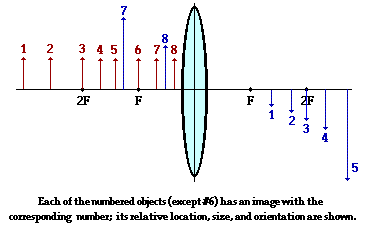 7
8
1 2 3 4 5 6 7 8
2F F F 2F
1 2 3 4
5
Each of the numbered objects (except #6) has an image with the
corresponding number; its relative location, size, and orientation are shown.